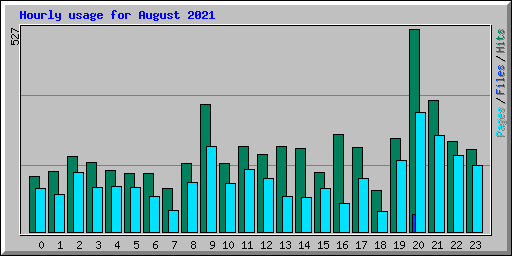 Hourly usage for August 2021
527
Pages/Files/Hits
0 1 2 3 4 5 6 7 8 9 10 11 12 13 14 15 16 17 18 19 20 21 22 23